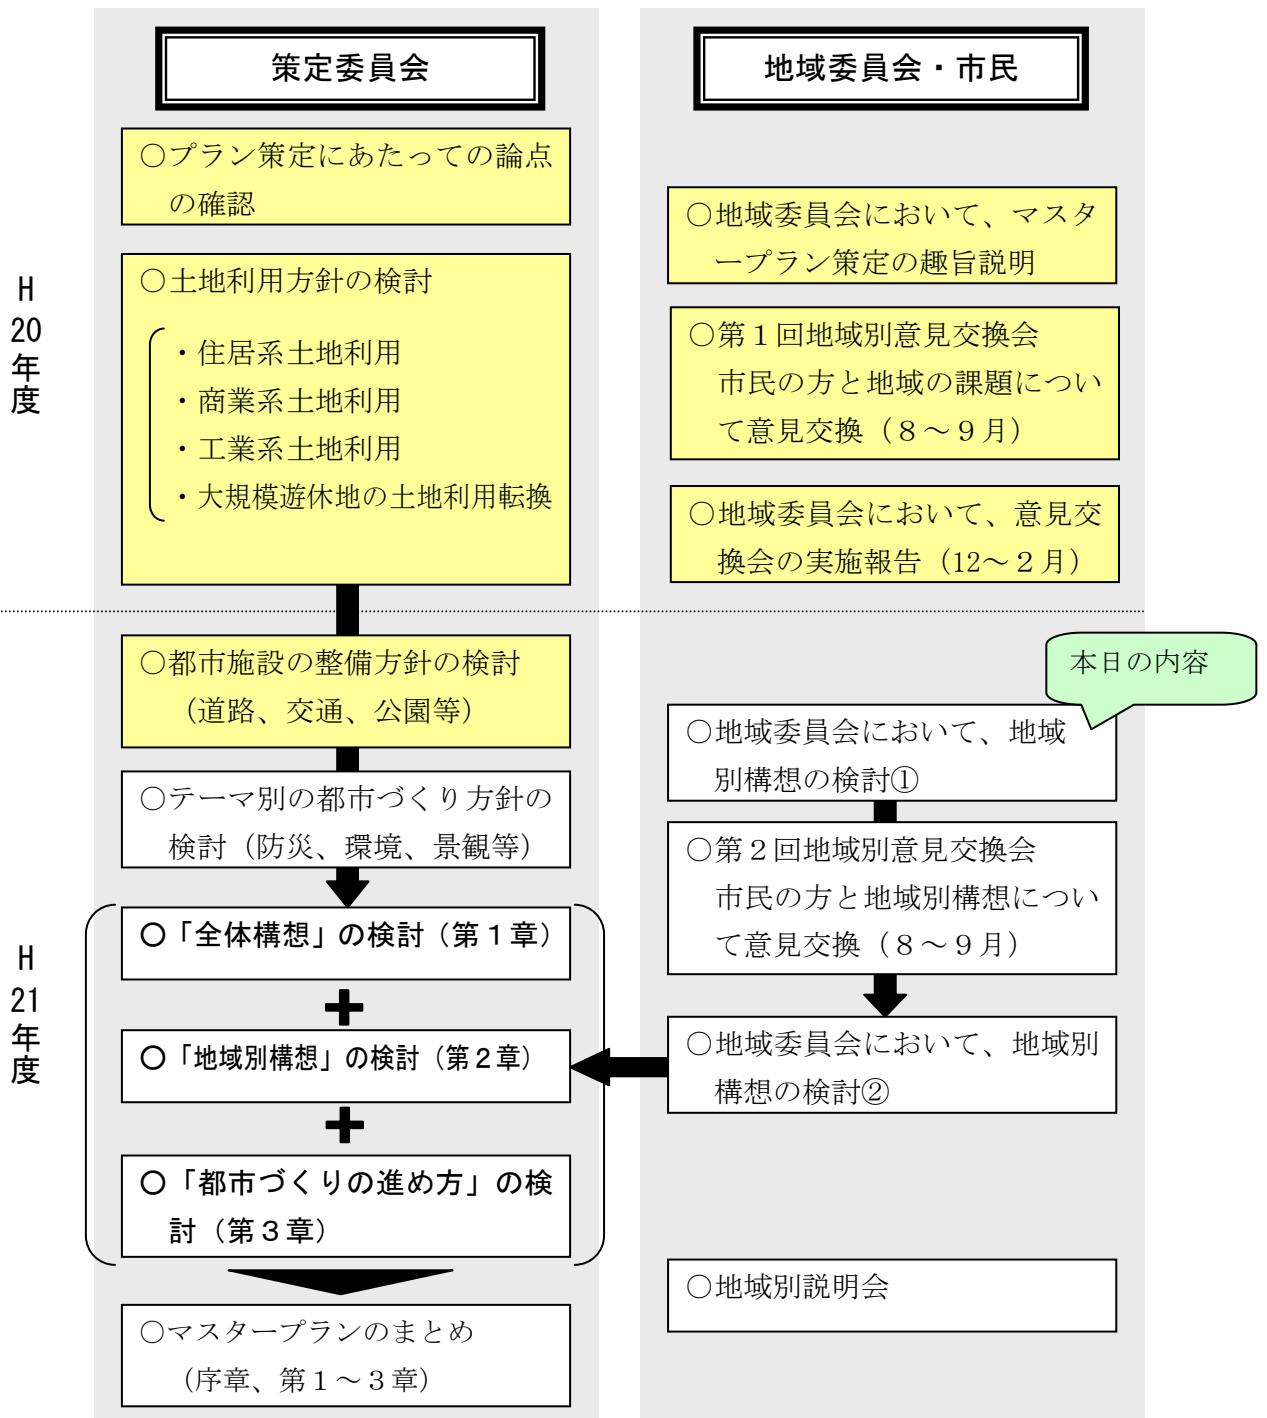 策定委員会
○プラン策定にあたっての論点
の確認
○土地利用方針の検討
・住居系土地利用
・商業系土地利用
・工業系土地利用
・大規模遊休地の土地利用転換
地域委員会・市民
○地域委員会において、マスタ
ープラン策定の趣旨説明
○第１回地域別意見交換会
市民の方と地域の課題につい
て意見交換（８～９月）
○地域委員会において、意見交
換会の実施報告（12～２月）
H
20
年
度
○都市施設の整備方針の検討
（道路、交通、公園等）
○テーマ別の都市づくり方針の
検討（防災、環境、景観等）
○「全体構想」の検討（第１章）
＋
○「地域別構想」の検討（第２章）
＋
○「都市づくりの進め方」の検
討（第３章）
○マスタープランのまとめ
（序章、第１～３章）
本日の内容
○地域委員会において、地域
別構想の検討①
○第２回地域別意見交換会
市民の方と地域別構想につい
て意見交換（８～９月）
○地域委員会において、地域別
構想の検討②
○地域別説明会
H
21
年
度